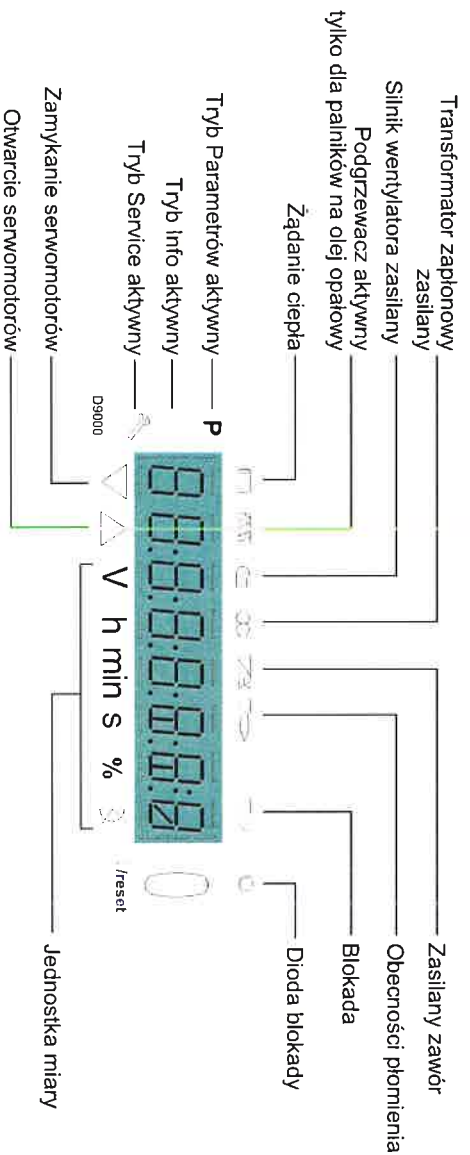 Transformator zapłonowy
zasilany
Silnik wentylatora zasilany
Podgrzewacz aktywny
tylko dla palników na olej opałowy
Żądanie ciepła
Tryb Parametrów aktywny
Tryb Info aktywny
Tryb Service aktywny
Zamykanie serwomotorów
Otwarcie serwomotorów
P
D9000
V h min s %
/reset
Zasilany zawór
Obecności płomienia
Blokada
Dioda blokady
Jednostka miary